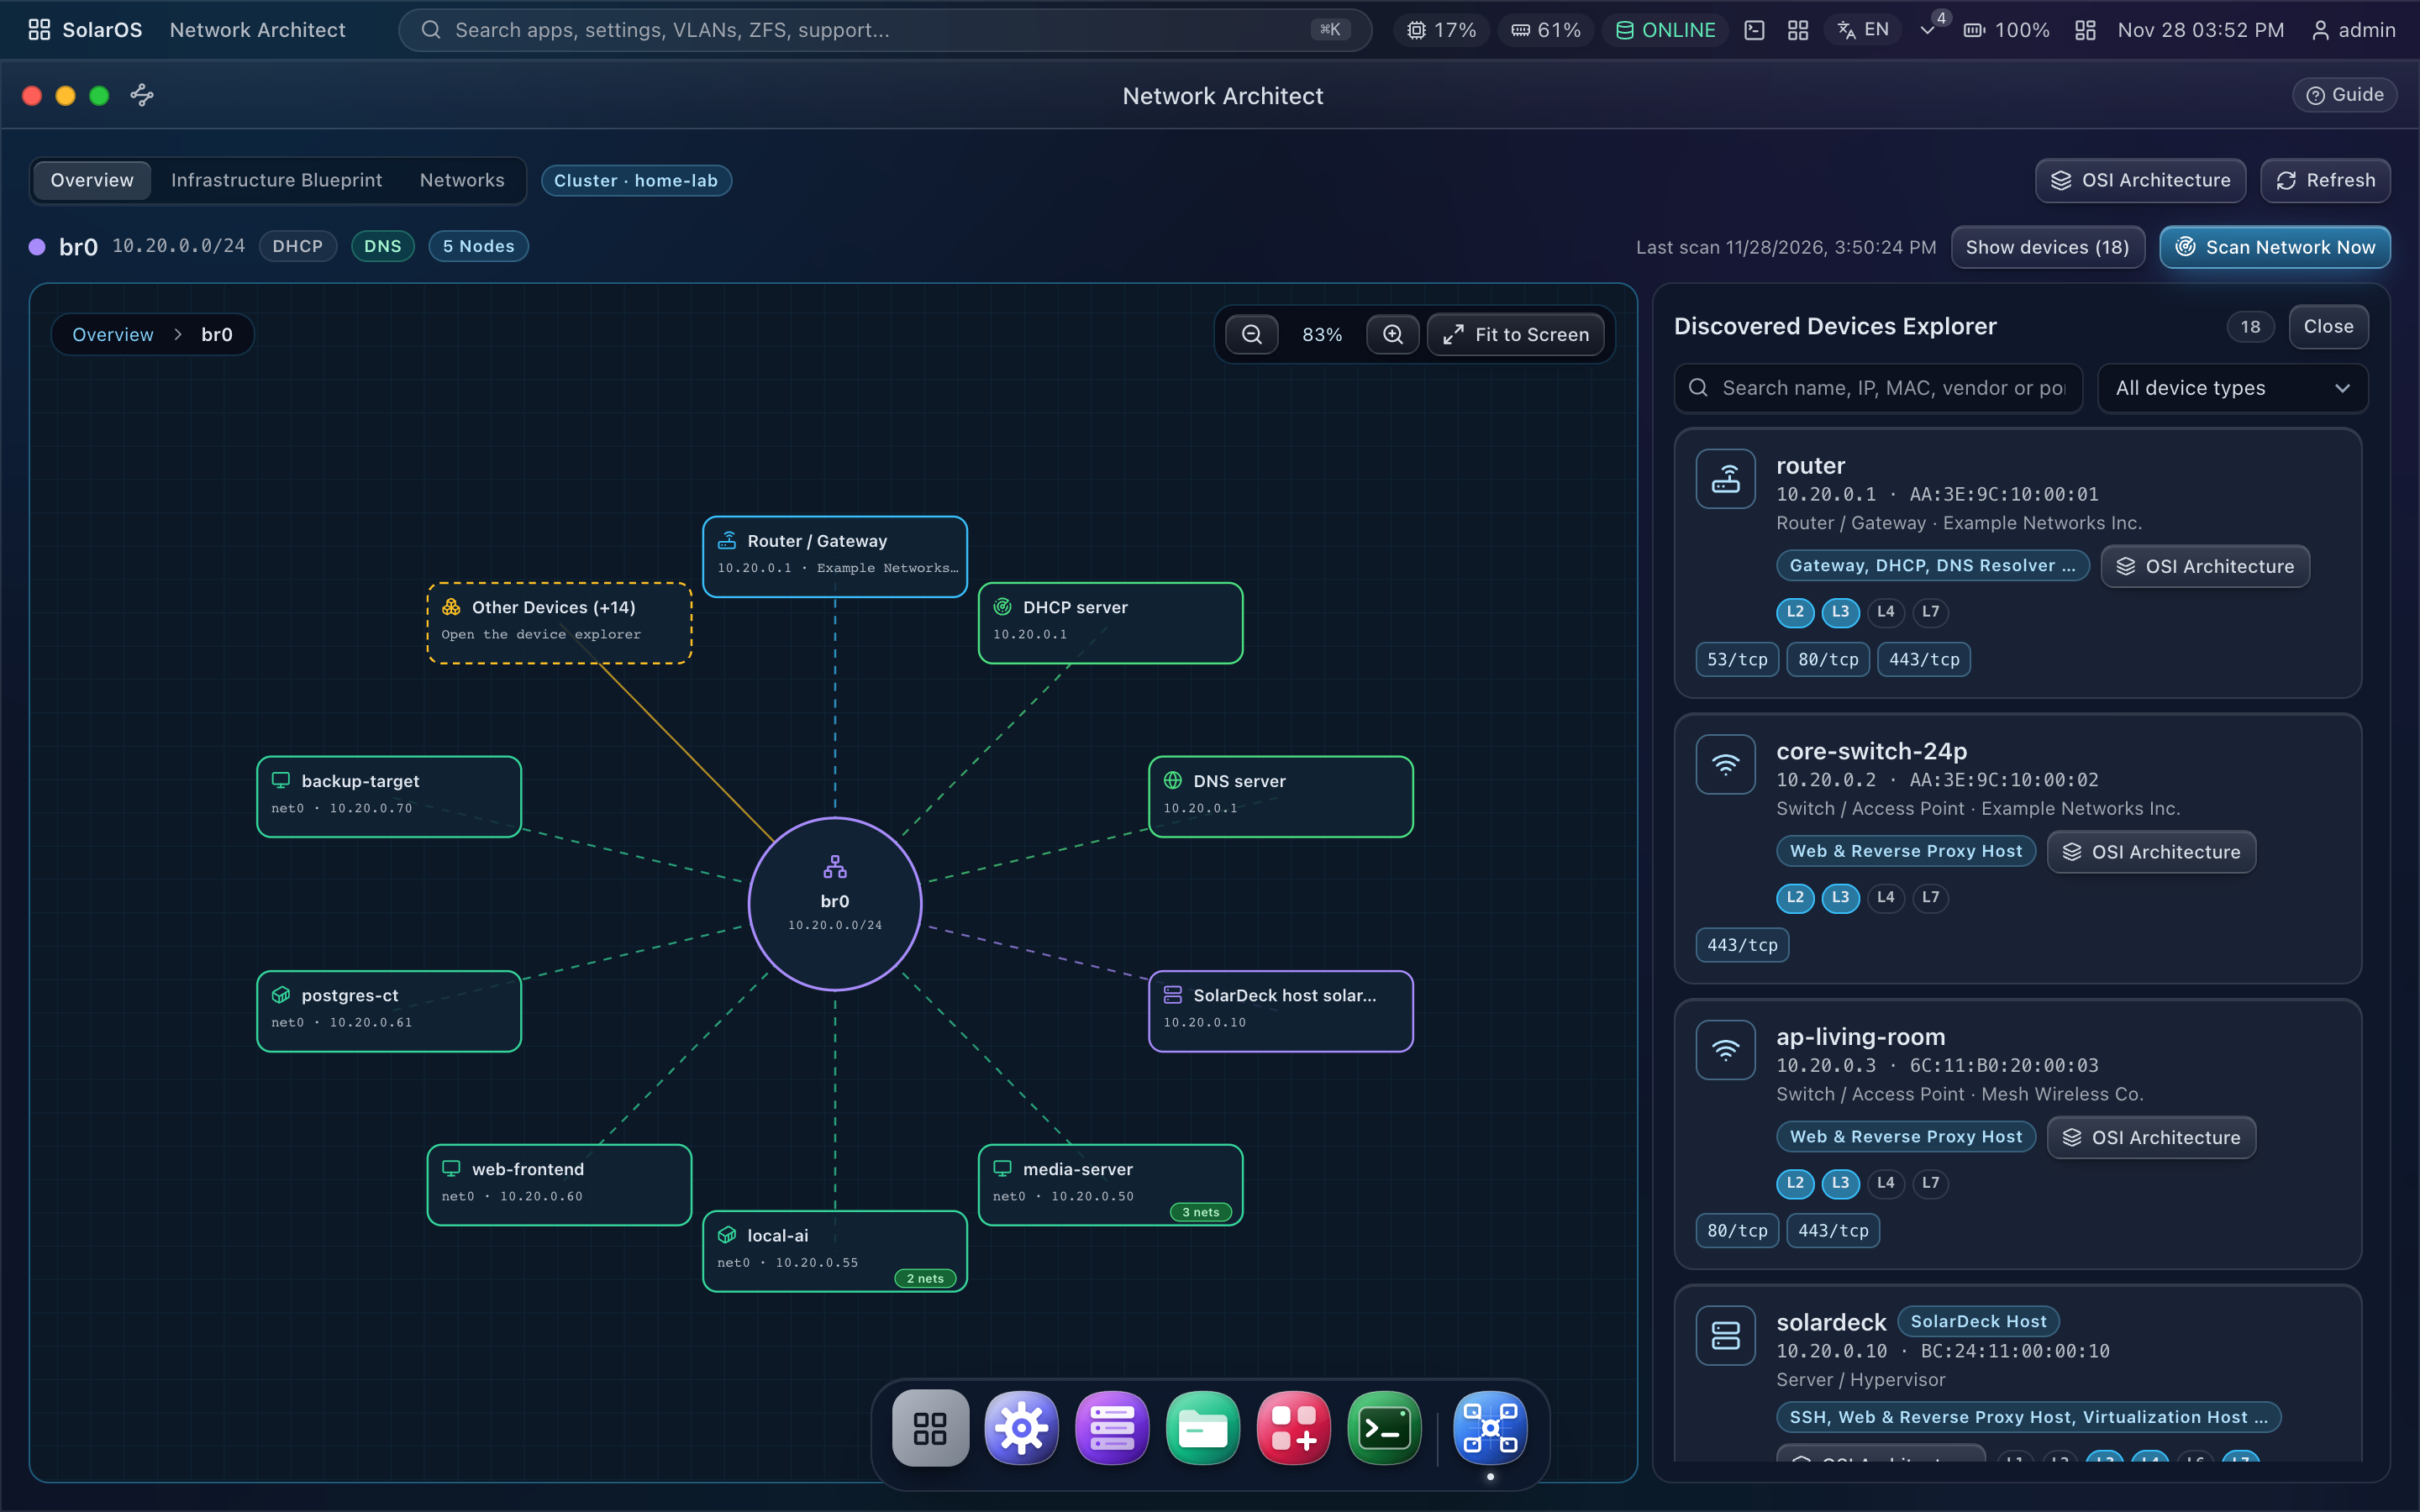 SolarOS Network Architect Search apps, settings, VLANs, ZFS, support... ⌘K 17% 61% ONLINE EN 4 100% Nov 28 03:52 PM admin
Network Architect Guide
Overview Infrastructure Blueprint Networks Cluster · home-lab OSI Architecture Refresh
br0 10.20.0.0/24 DHCP DNS 5 Nodes Last scan 11/28/2026, 3:50:24 PM Show devices (18) Scan Network Now
Overview > br0 83% Fit to Screen
Router / Gateway
10.20.0.1 · Example Networks…
Other Devices (+14)
Open the device explorer
DHCP server
10.20.0.1
backup-target
net0 · 10.20.0.70
DNS server
10.20.0.1
br0
10.20.0.0/24
postgres-ct
net0 · 10.20.0.61
SolarDeck host solar...
10.20.0.10
web-frontend
net0 · 10.20.0.60
media-server
net0 · 10.20.0.50
3 nets
local-ai
net0 · 10.20.0.55
2 nets
Discovered Devices Explorer 18 Close
Search name, IP, MAC, vendor or po All device types
router
10.20.0.1 · AA:3E:9C:10:00:01
Router / Gateway · Example Networks Inc.
Gateway, DHCP, DNS Resolver ... OSI Architecture
L2 L3 L4 L7
53/tcp 80/tcp 443/tcp
core-switch-24p
10.20.0.2 · AA:3E:9C:10:00:02
Switch / Access Point · Example Networks Inc.
Web & Reverse Proxy Host OSI Architecture
L2 L3 L4 L7
443/tcp
ap-living-room
10.20.0.3 · 6C:11:B0:20:00:03
Switch / Access Point · Mesh Wireless Co.
Web & Reverse Proxy Host OSI Architecture
L2 L3 L4 L7
80/tcp 443/tcp
solardeck SolarDeck Host
10.20.0.10 · BC:24:11:00:00:10
Server / Hypervisor
SSH, Web & Reverse Proxy Host, Virtualization Host ...